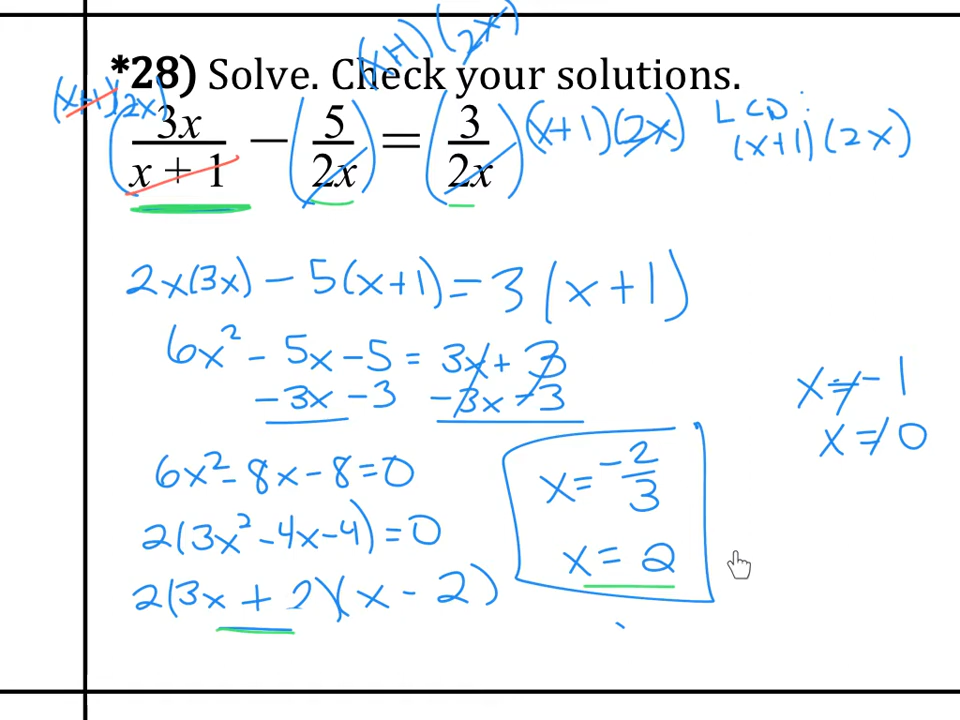 (x+1)(2x)
*28) Solve. Check your solutions.
(x+1)(2x) (3x/(x + 1)) − (5/2x) = (3/2x) (x+1)(2x) LCD: (x+1)(2x)
2x(3x) − 5(x+1) = 3(x+1)
6x² − 5x − 5 = 3x + 3
−3x − 3 −3x − 3
x ≠ −1
x ≠ 0
6x² − 8x − 8 = 0
2(3x² − 4x − 4) = 0
2(3x + 2)(x − 2)
x = −2/3
x = 2